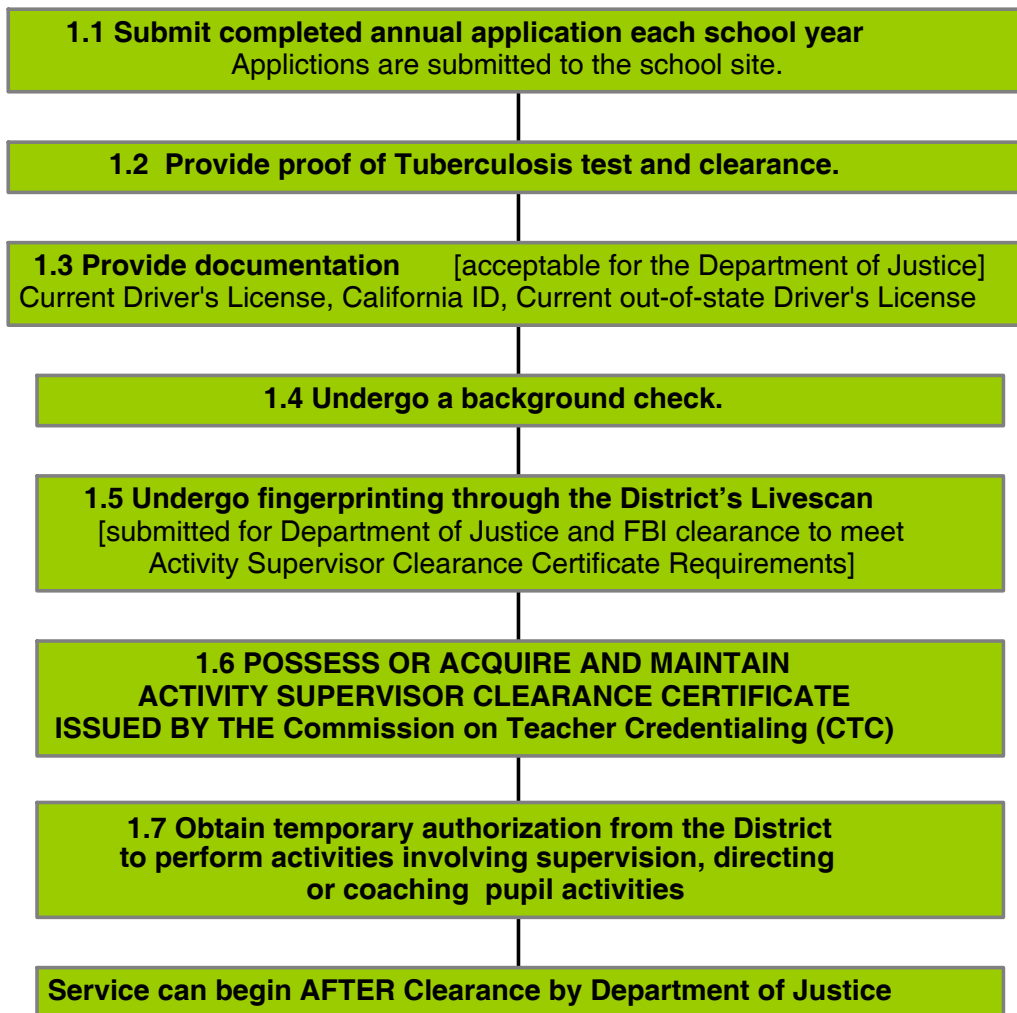 1.1 Submit completed annual application each school year
Applictions are submitted to the school site.
1.2 Provide proof of Tuberculosis test and clearance.
1.3 Provide documentation [acceptable for the Department of Justice]
Current Driver's License, California ID, Current out-of-state Driver's License
1.4 Undergo a background check.
1.5 Undergo fingerprinting through the District’s Livescan
[submitted for Department of Justice and FBI clearance to meet
Activity Supervisor Clearance Certificate Requirements]
1.6 POSSESS OR ACQUIRE AND MAINTAIN
ACTIVITY SUPERVISOR CLEARANCE CERTIFICATE
ISSUED BY THE Commission on Teacher Credentialing (CTC)
1.7 Obtain temporary authorization from the District
to perform activities involving supervision, directing
or coaching pupil activities
Service can begin AFTER Clearance by Department of Justice